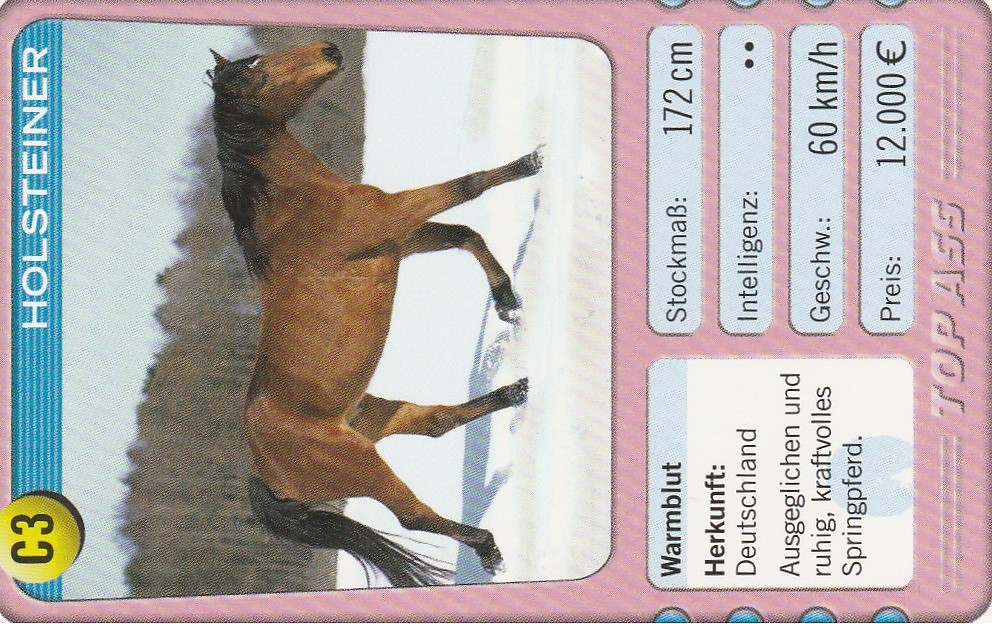 C3
HOLSTEINER
Warmblut
Herkunft:
Deutschland
Ausgeglichen und
ruhig, kraftvolles
Springpferd.
Stockmaß: 172 cm
Intelligenz: ••
Geschw.: 60 km/h
Preis: 12.000 €
TOP ASS